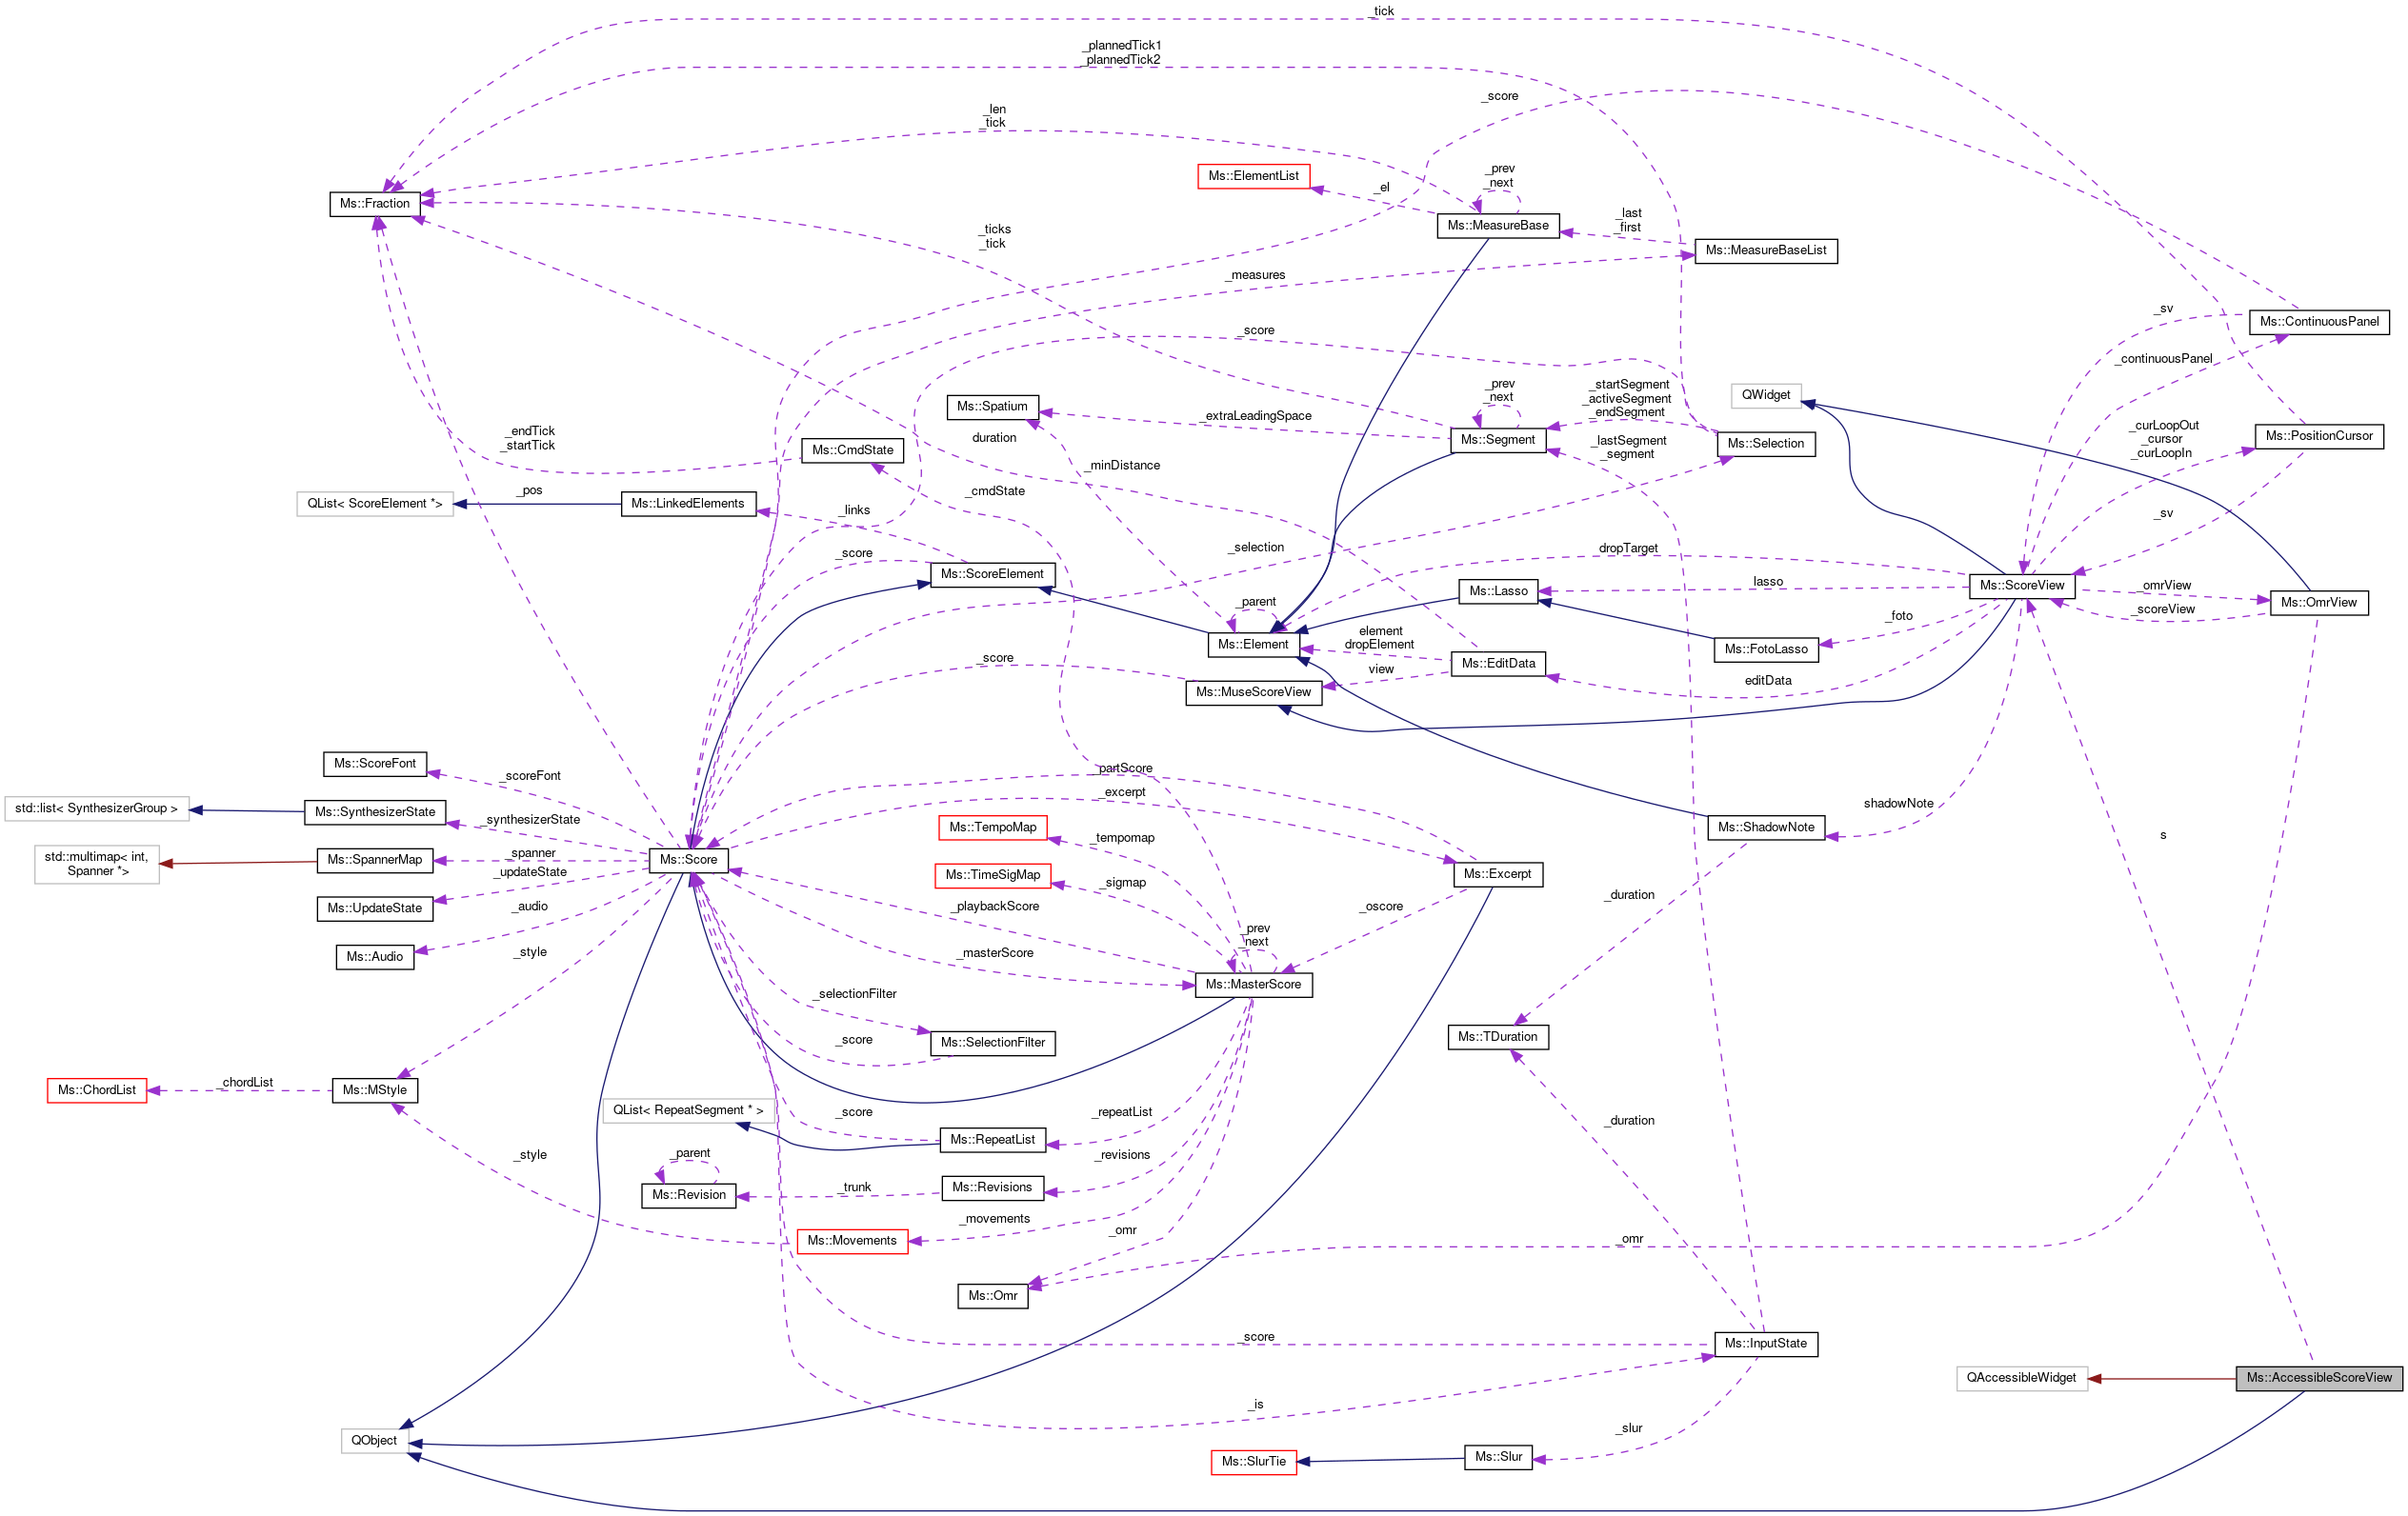 _tick
_plannedTick1
_plannedTick2
_score
_len
_tick
Ms::ElementList
_prev
_next
_el
Ms::Fraction
Ms::MeasureBase
_last
_first
_ticks
_tick
Ms::MeasureBaseList
_measures
_sv
Ms::ContinuousPanel
_score
_continuousPanel
_prev
_next
_startSegment
_activeSegment
_endSegment
QWidget
Ms::Spatium
_extraLeadingSpace
_endTick
_startTick
duration
Ms::CmdState
Ms::Segment
_lastSegment
_segment
Ms::Selection
_curLoopOut
_cursor
_curLoopIn
Ms::PositionCursor
_minDistance
_pos
_cmdState
QList< ScoreElement *>
Ms::LinkedElements
_links
_sv
_score
_selection
dropTarget
Ms::ScoreElement
lasso
Ms::ScoreView
_omrView
Ms::Lasso
_parent
_scoreView
Ms::OmrView
_foto
element
dropElement
Ms::Element
Ms::FotoLasso
_score
view
Ms::EditData
editData
Ms::MuseScoreView
Ms::ScoreFont
_scoreFont
_partScore
_excerpt
shadowNote
std::list< SynthesizerGroup >
Ms::SynthesizerState
_synthesizerState
Ms::TempoMap
_tempomap
Ms::ShadowNote
s
std::multimap< int,
Spanner *>
Ms::SpannerMap
_spanner
Ms::Score
_updateState
Ms::TimeSigMap
_sigmap
Ms::Excerpt
_duration
Ms::UpdateState
_audio
_playbackScore
_oscore
Ms::Audio
_style
_masterScore
_prev
_next
Ms::MasterScore
_selectionFilter
Ms::SelectionFilter
_score
Ms::TDuration
Ms::ChordList
_chordList
Ms::MStyle
QList< RepeatSegment * >
_score
_repeatList
_duration
Ms::RepeatList
_style
_parent
_revisions
Ms::Revision
_trunk
Ms::Revisions
_movements
_omr
Ms::Movements
_omr
Ms::Omr
_score
Ms::InputState
QAccessibleWidget
Ms::AccessibleScoreView
_is
QObject
_slur
Ms::SlurTie
Ms::Slur